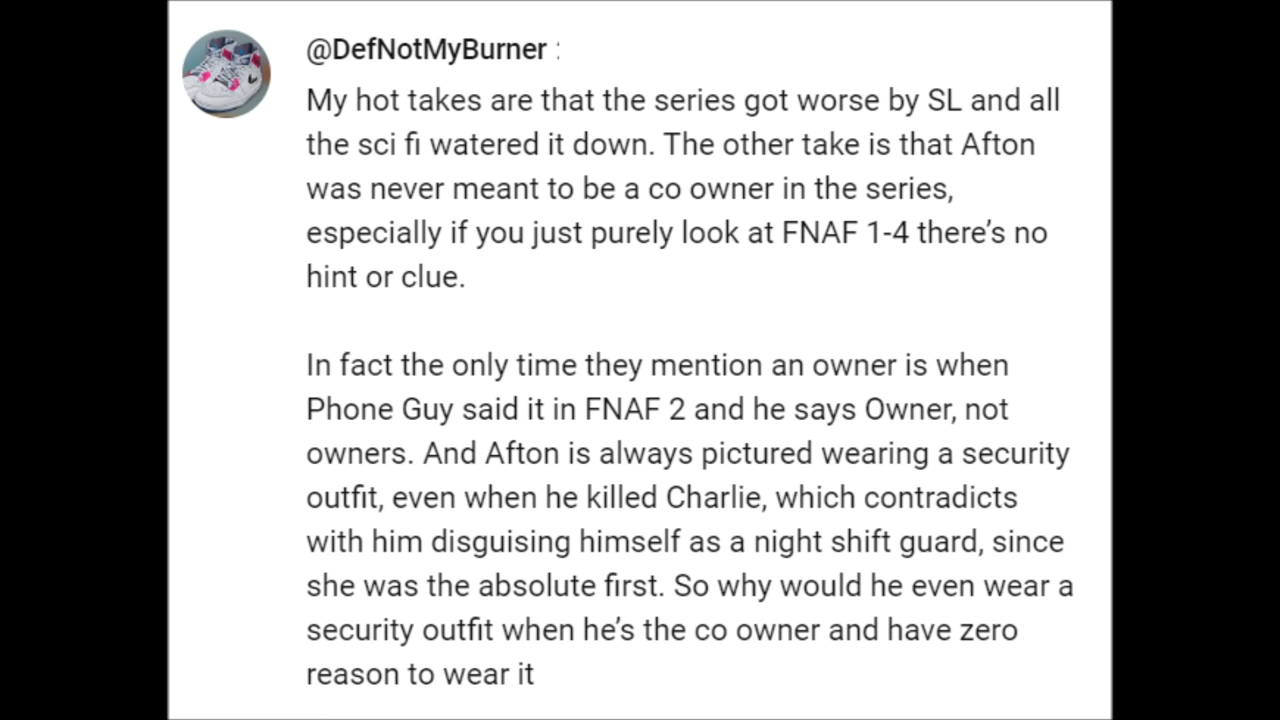 @DefNotMyBurner :
My hot takes are that the series got worse by SL and all
the sci fi watered it down. The other take is that Afton
was never meant to be a co owner in the series,
especially if you just purely look at FNAF 1-4 there’s no
hint or clue.
In fact the only time they mention an owner is when
Phone Guy said it in FNAF 2 and he says Owner, not
owners. And Afton is always pictured wearing a security
outfit, even when he killed Charlie, which contradicts
with him disguising himself as a night shift guard, since
she was the absolute first. So why would he even wear a
security outfit when he’s the co owner and have zero
reason to wear it